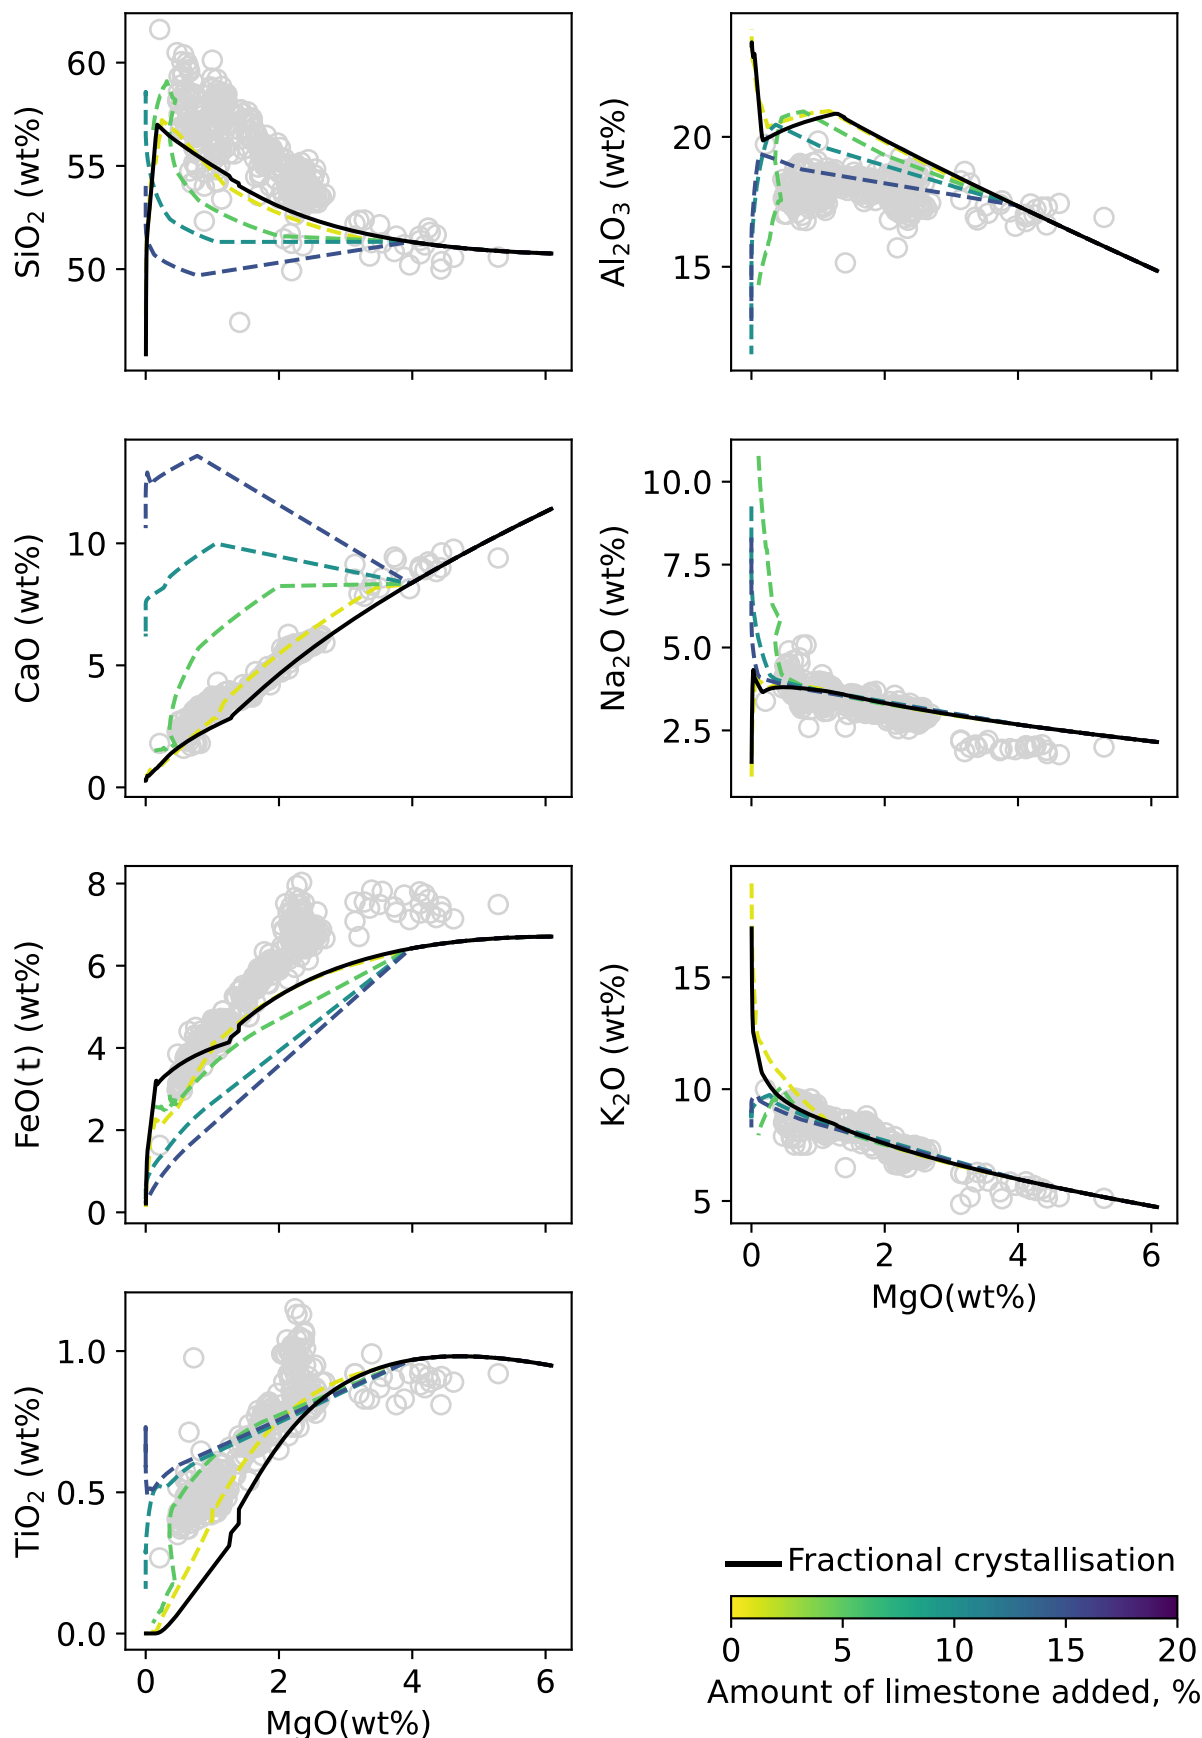 60
55
50
SiO₂ (wt%)
20
15
Al₂O₃ (wt%)
10
5
0
CaO (wt%)
10.0
7.5
5.0
2.5
Na₂O (wt%)
8
6
4
2
0
FeO(t) (wt%)
15
10
5
K₂O (wt%)
0 2 4 6
MgO(wt%)
1.0
0.5
0.0
TiO₂ (wt%)
0 2 4 6
MgO(wt%)
Fractional crystallisation
0 5 10 15 20
Amount of limestone added, %